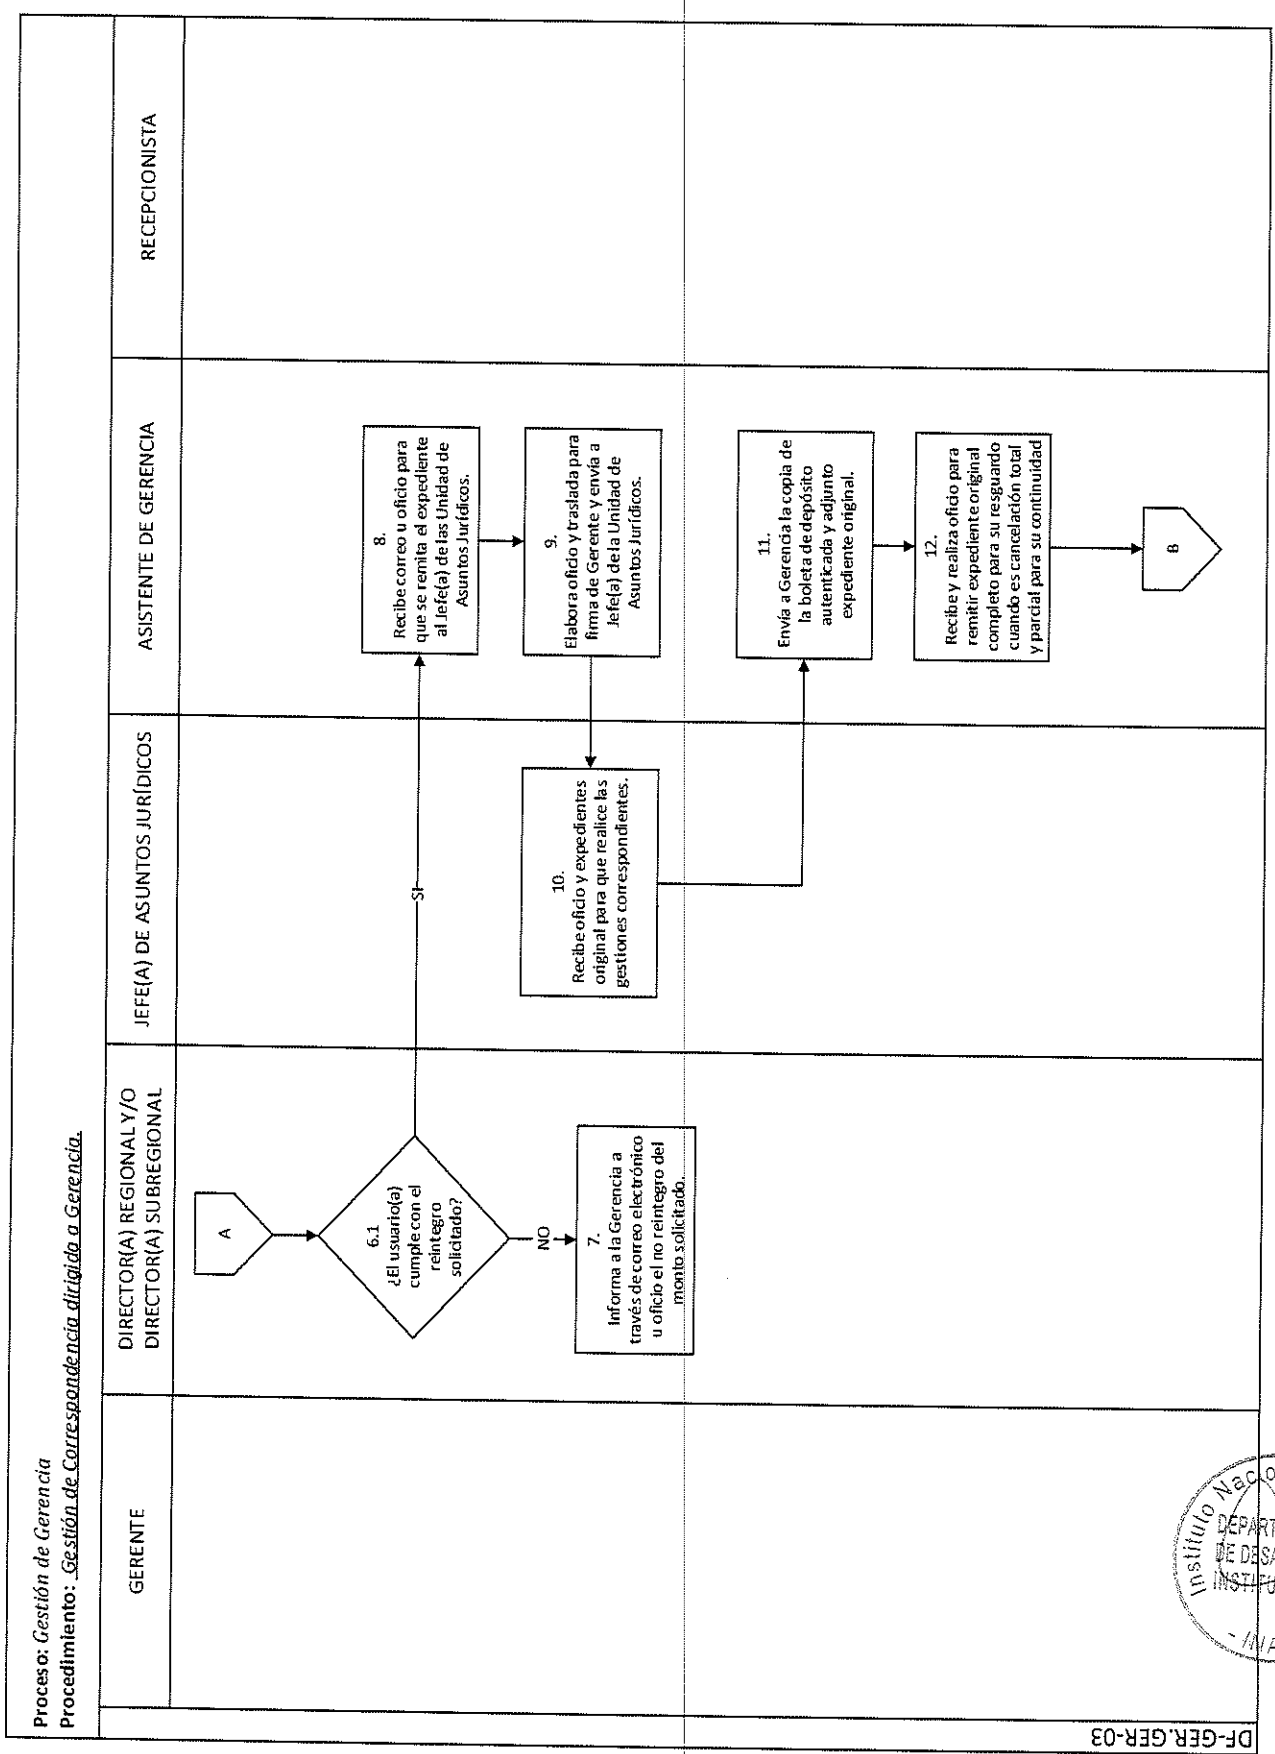 Proceso: Gestión de Gerencia
Procedimiento: Gestión de Correspondencia dirigida a Gerencia.
GERENTE
DIRECTOR(A) REGIONAL Y/O
DIRECTOR(A) SUBREGIONAL
JEFE(A) DE ASUNTOS JURÍDICOS
ASISTENTE DE GERENCIA
RECEPCIONISTA
A
6.1
¿El usuario(a)
cumple con el
reintegro
solicitado?
SI
NO
7.
Informa a la Gerencia a
través de correo electrónico
u oficio el no reintegro del
monto solicitado.
8.
Recibe correo u oficio para
que se remita el expediente
al Jefe(a) de las Unidad de
Asuntos Jurídicos.
9.
Elabora oficio y traslada para
firma de Gerente y envía a
Jefe(a) de la Unidad de
Asuntos Jurídicos.
10.
Recibe oficio y expedientes
original para que realice las
gestiones correspondientes.
11.
Envía a Gerencia la copia de
la boleta de depósito
autenticada y adjunto
expediente original.
12.
Recibe y realiza oficio para
remitir expediente original
completo para su resguardo
cuando es cancelación total
y parcial para su continuidad
B
DF-GER.GER-03
Instituto Nacio
DEPART
DE DESA
INSTITU